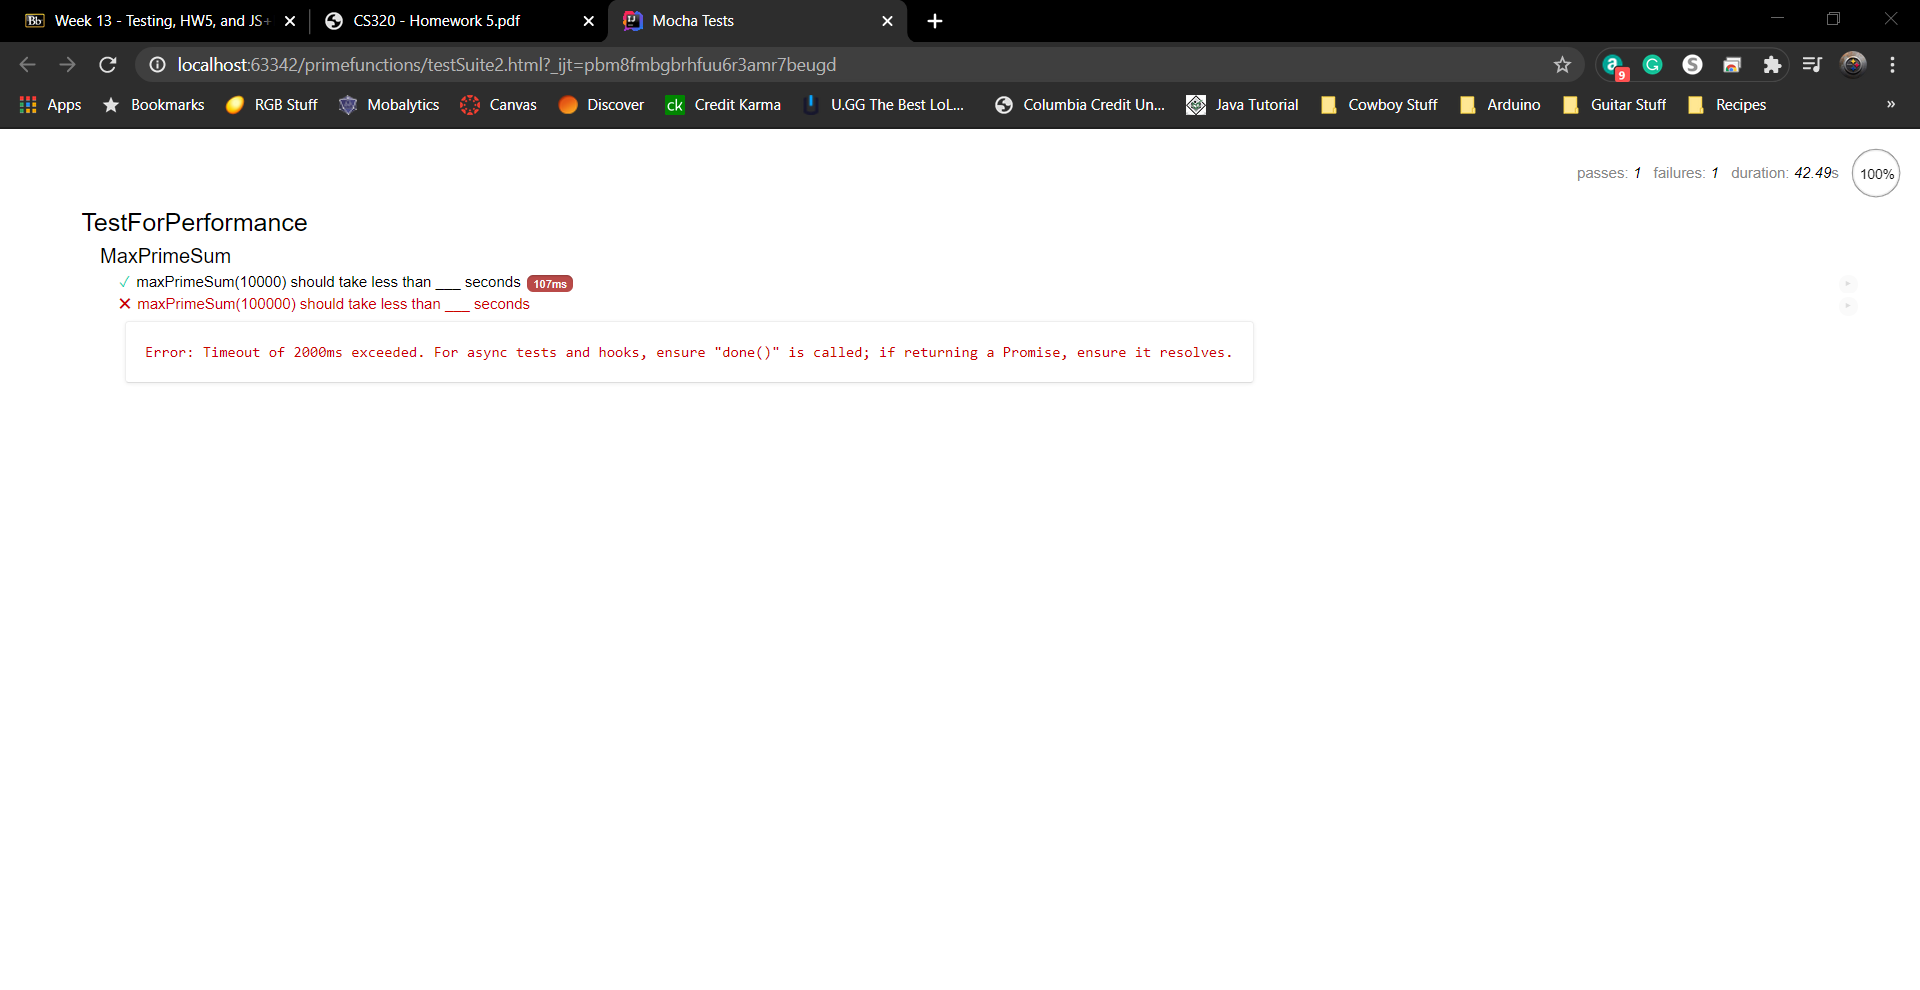 Week 13 - Testing, HW5, and JS+
CS320 - Homework 5.pdf
Mocha Tests
localhost:63342/primefunctions/testSuite2.html?_ijt=pbm8fmbgbrhfuu6r3amr7beugd
9
Apps
Bookmarks
RGB Stuff
Mobalytics
Canvas
Discover
ck
Credit Karma
U.GG The Best LoL...
Columbia Credit Un...
Java Tutorial
Cowboy Stuff
Arduino
Guitar Stuff
Recipes
»
passes: 1 failures: 1 duration: 42.49s 100%
TestForPerformance
MaxPrimeSum
✓ maxPrimeSum(10000) should take less than ___ seconds 107ms
✕ maxPrimeSum(100000) should take less than ___ seconds
Error: Timeout of 2000ms exceeded. For async tests and hooks, ensure "done()" is called; if returning a Promise, ensure it resolves.